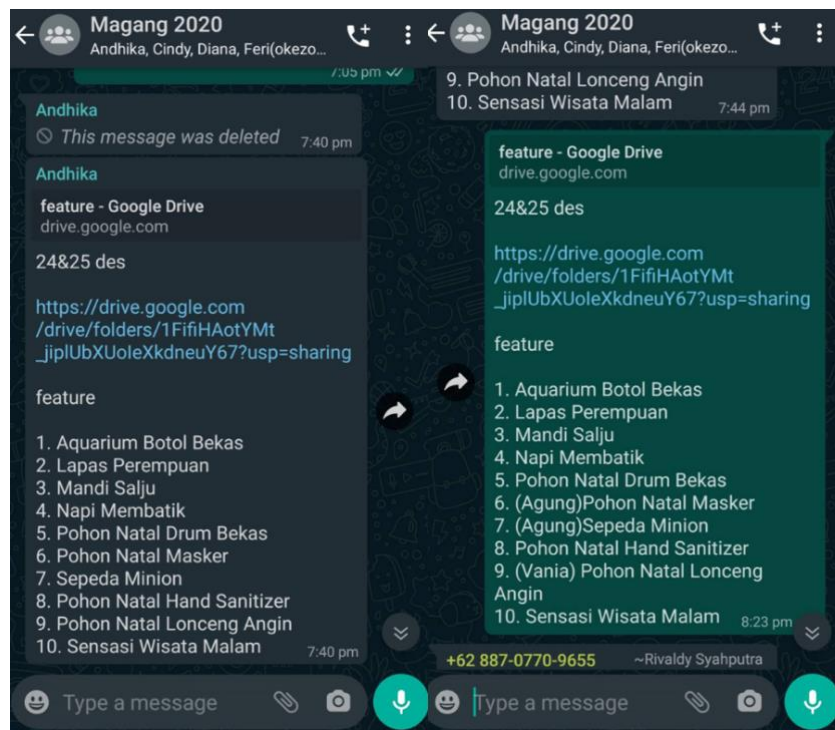 Magang 2020
Andhika, Cindy, Diana, Feri(okezo...
7:05 pm
Andhika
This message was deleted 7:40 pm
Andhika
feature - Google Drive
drive.google.com
24&25 des
https://drive.google.com
/drive/folders/1FifiHAotYMt
_jiplUbXUoleXkdneuY67?usp=sharing
feature
1. Aquarium Botol Bekas
2. Lapas Perempuan
3. Mandi Salju
4. Napi Membatik
5. Pohon Natal Drum Bekas
6. Pohon Natal Masker
7. Sepeda Minion
8. Pohon Natal Hand Sanitizer
9. Pohon Natal Lonceng Angin
10. Sensasi Wisata Malam 7:40 pm
Type a message
Magang 2020
Andhika, Cindy, Diana, Feri(okezo...
9. Pohon Natal Lonceng Angin
10. Sensasi Wisata Malam 7:44 pm
feature - Google Drive
drive.google.com
24&25 des
https://drive.google.com
/drive/folders/1FifiHAotYMt
_jiplUbXUoleXkdneuY67?usp=sharing
feature
1. Aquarium Botol Bekas
2. Lapas Perempuan
3. Mandi Salju
4. Napi Membatik
5. Pohon Natal Drum Bekas
6. (Agung)Pohon Natal Masker
7. (Agung)Sepeda Minion
8. Pohon Natal Hand Sanitizer
9. (Vania) Pohon Natal Lonceng
Angin
10. Sensasi Wisata Malam 8:23 pm
+62 887-0770-9655 ~Rivaldy Syahputra
Type a message